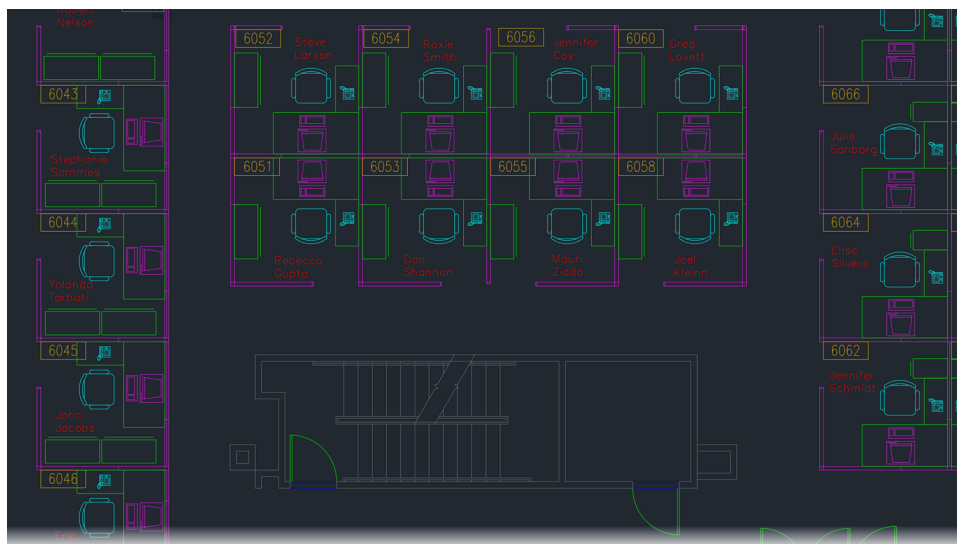 Nelson
6043
Stephanie
Sommes
6044
Yolanda
Tarbati
6045
John
Jacobs
6046
Eric
6052
Steve
Larson
6054
Roxie
Smith
6056
Jennifer
Cox
6060
Greg
Lovett
6051
Rebecca
Gupta
6053
Don
Shannon
6055
Mauri
Ziado
6058
Joel
Kleinn
6066
Julie
Sanborg
6064
Elise
Silvers
6062
Jennifer
Schmidt